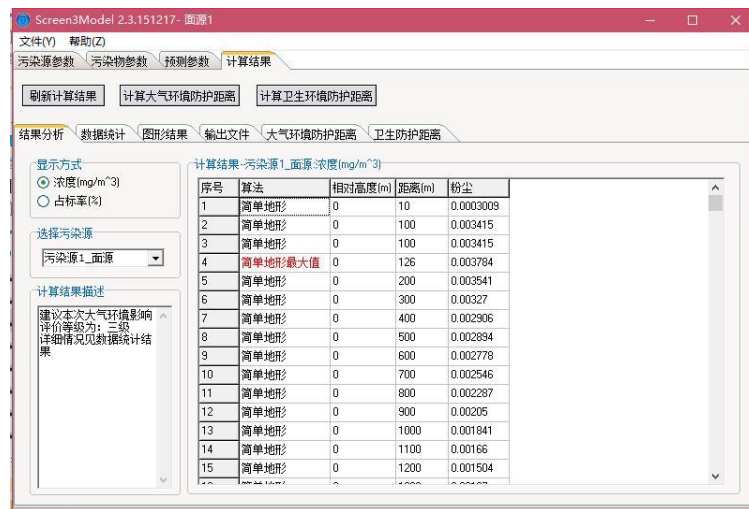 Screen3Model 2.3.151217- 面源1
文件(Y) 帮助(Z)
污染源参数 污染物参数 预测参数 计算结果
刷新计算结果 计算大气环境防护距离 计算卫生环境防护距离
结果分析 数据统计 图形结果 输出文件 大气环境防护距离 卫生防护距离
显示方式
浓度(mg/m^3)
占标率(%)
选择污染源
污染源1_面源
计算结果描述
建议本次大气环境影响
评价等级为：三级
详细情况见数据统计结
果
计算结果-污染源1_面源:浓度(mg/m^3)
序号 算法 相对高度(m) 距离(m) 粉尘
1 简单地形 0 10 0.0003009
2 简单地形 0 100 0.003415
3 简单地形 0 100 0.003415
4 简单地形最大值 0 126 0.003784
5 简单地形 0 200 0.003541
6 简单地形 0 300 0.00327
7 简单地形 0 400 0.002906
8 简单地形 0 500 0.002894
9 简单地形 0 600 0.002778
10 简单地形 0 700 0.002546
11 简单地形 0 800 0.002287
12 简单地形 0 900 0.00205
13 简单地形 0 1000 0.001841
14 简单地形 0 1100 0.00166
15 简单地形 0 1200 0.001504